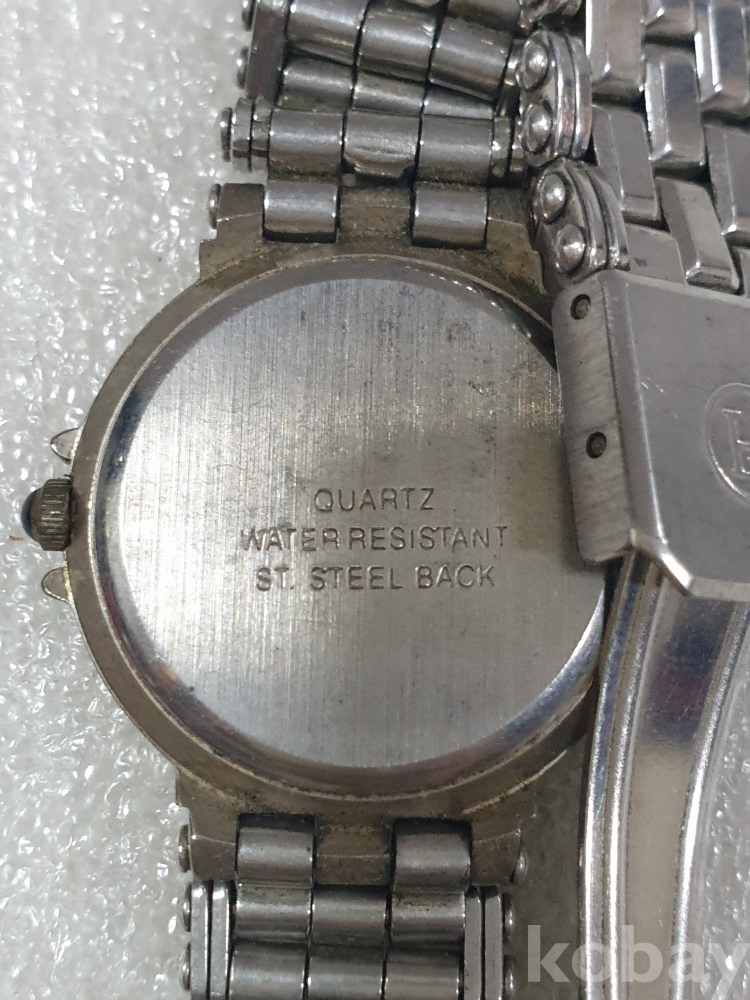 QUARTZ
WATER RESISTANT
ST. STEEL BACK
kobay